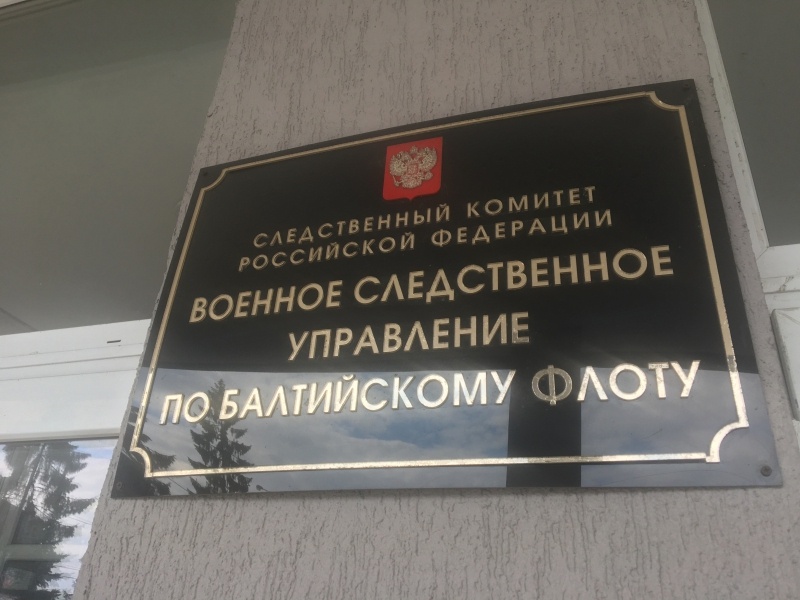 СЛЕДСТВЕННЫЙ КОМИТЕТ
РОССИЙСКОЙ ФЕДЕРАЦИИ
ВОЕННОЕ СЛЕДСТВЕННОЕ
УПРАВЛЕНИЕ
ПО БАЛТИЙСКОМУ ФЛОТУ